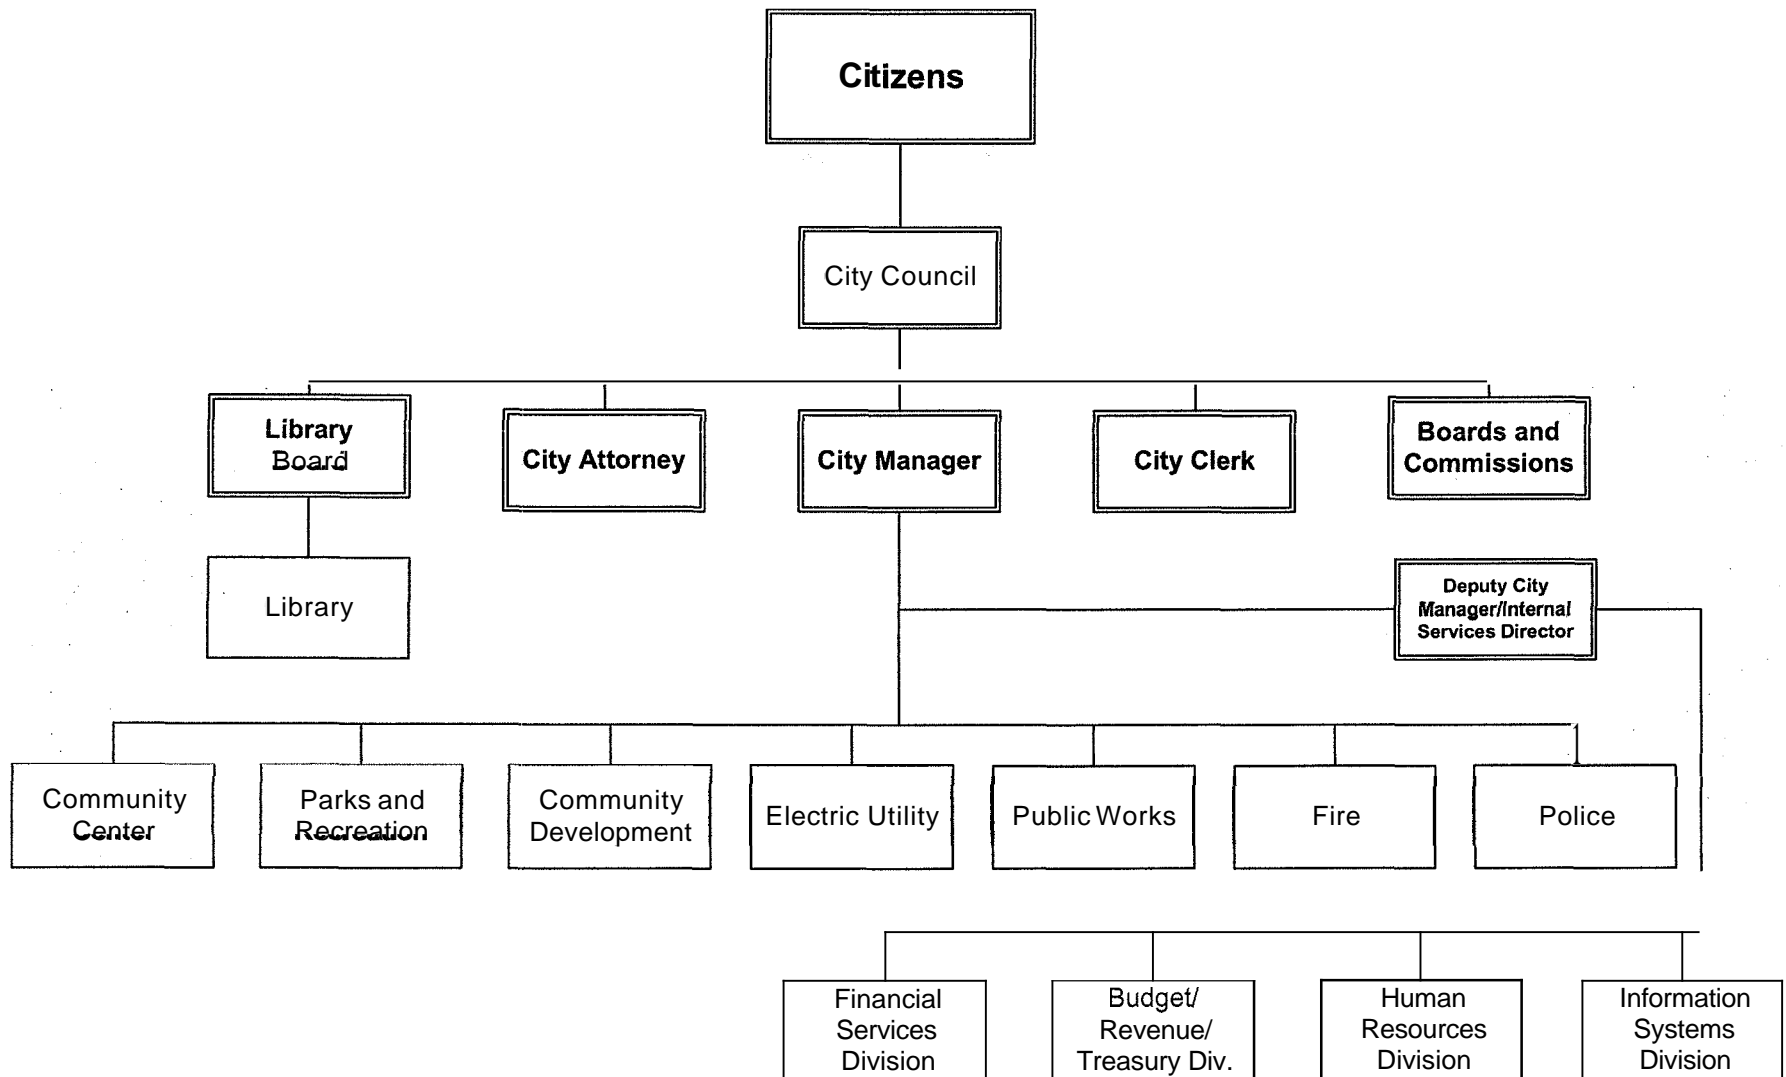 Citizens
City Council
Library
Board
City Attorney
City Manager
City Clerk
Boards and
Commissions
Library
Deputy City
Manager/Internal
Services Director
Community
Center
Parks and
Recreation
Community
Development
Electric Utility
Public Works
Fire
Police
Financial
Services
Division
Budget/
Revenue/
Treasury Div.
Human
Resources
Division
Information
Systems
Division